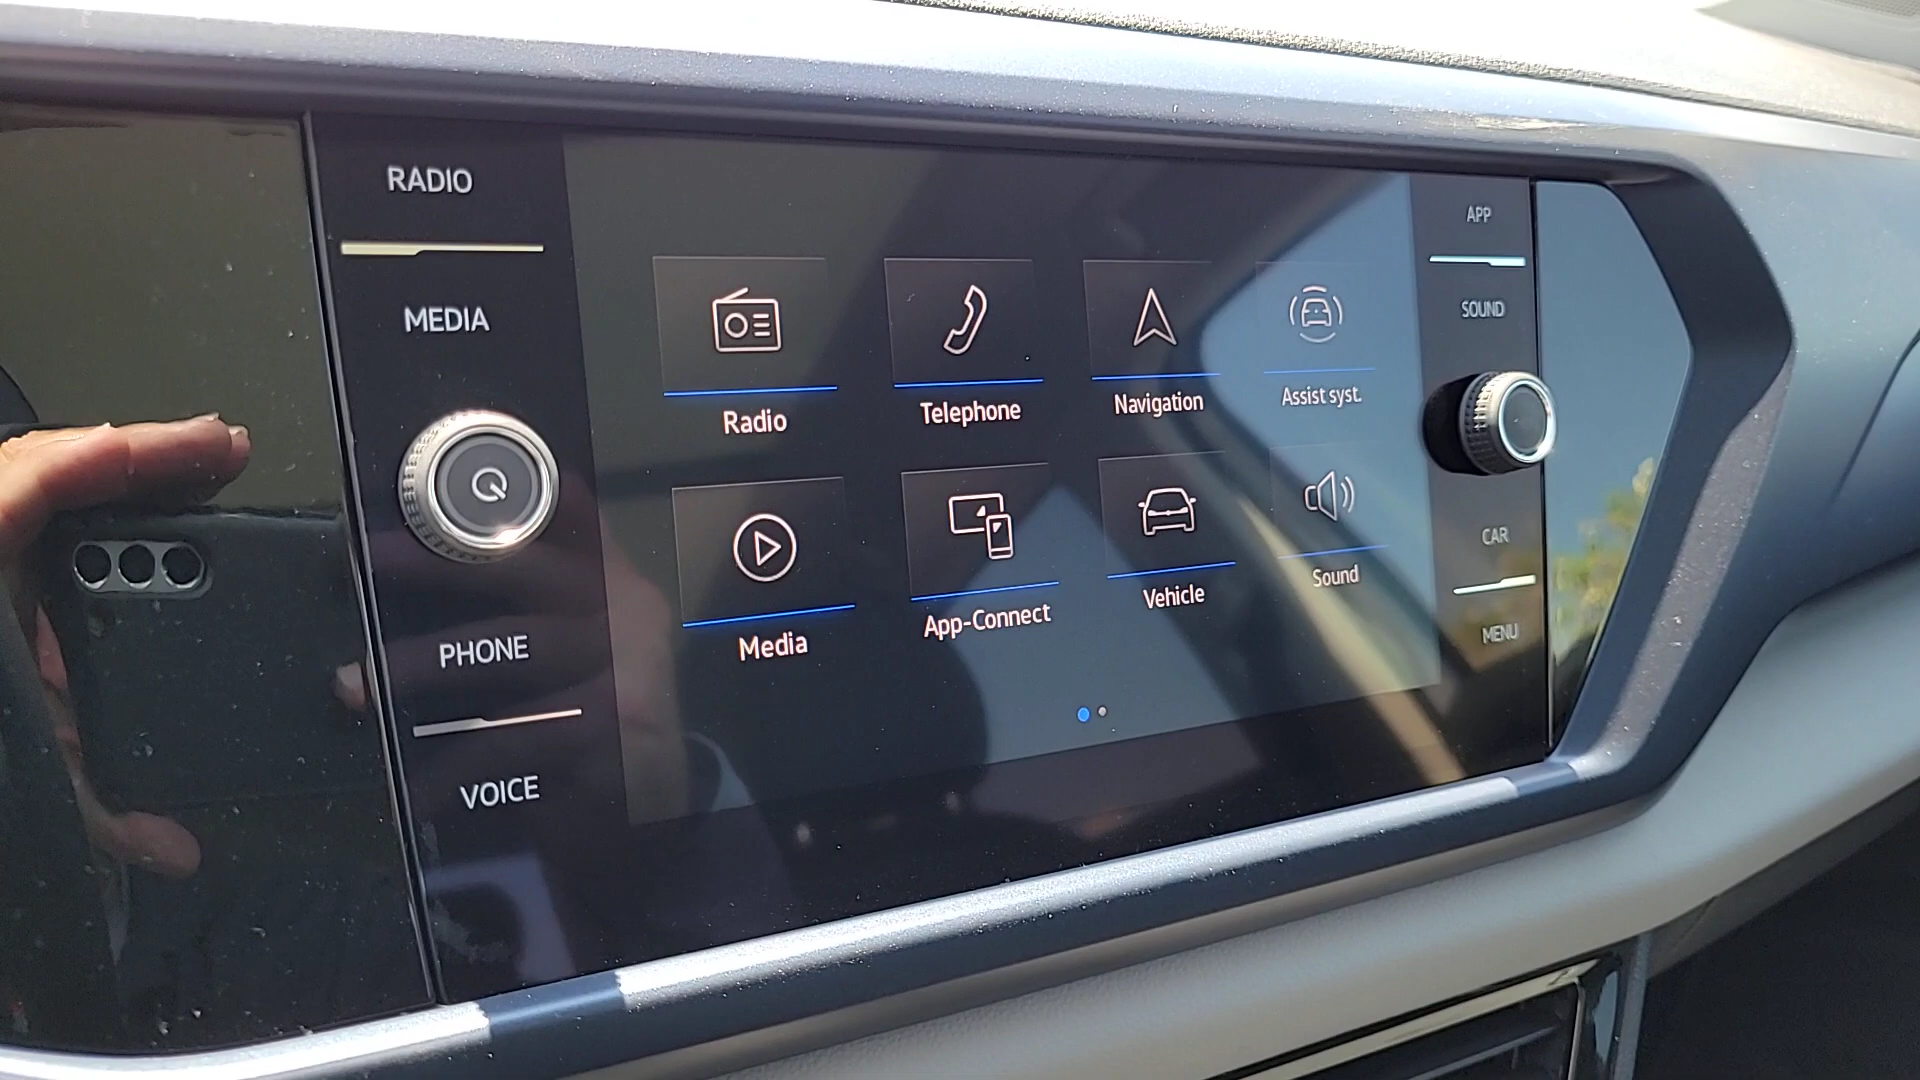 RADIO
MEDIA
PHONE
VOICE
Radio
Telephone
Navigation
Assist syst.
Media
App-Connect
Vehicle
Sound
APP
SOUND
CAR
MENU